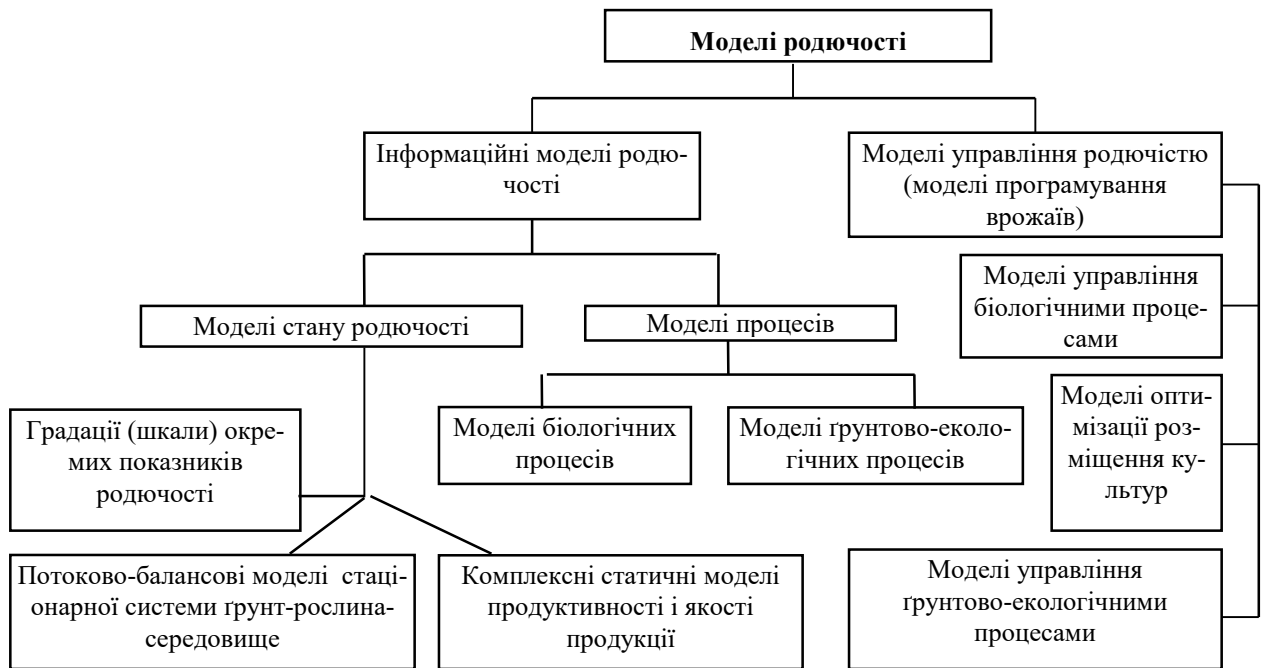 Моделі родючості
Інформаційні моделі родю-
чості
Моделі управління родючістю
(моделі програмування
врожаїв)
Моделі управління
біологічними проце-
сами
Моделі стану родючості
Моделі процесів
Градації (шкали) окре-
мих показників
родючості
Моделі біологічних
процесів
Моделі ґрунтово-еколо-
гічних процесів
Моделі опти-
мізації роз-
міщення ку-
льтур
Потоково-балансові моделі стаці-
онарної системи ґрунт-рослина-
середовище
Комплексні статичні моделі
продуктивності і якості
продукції
Моделі управління
ґрунтово-екологічними
процесами